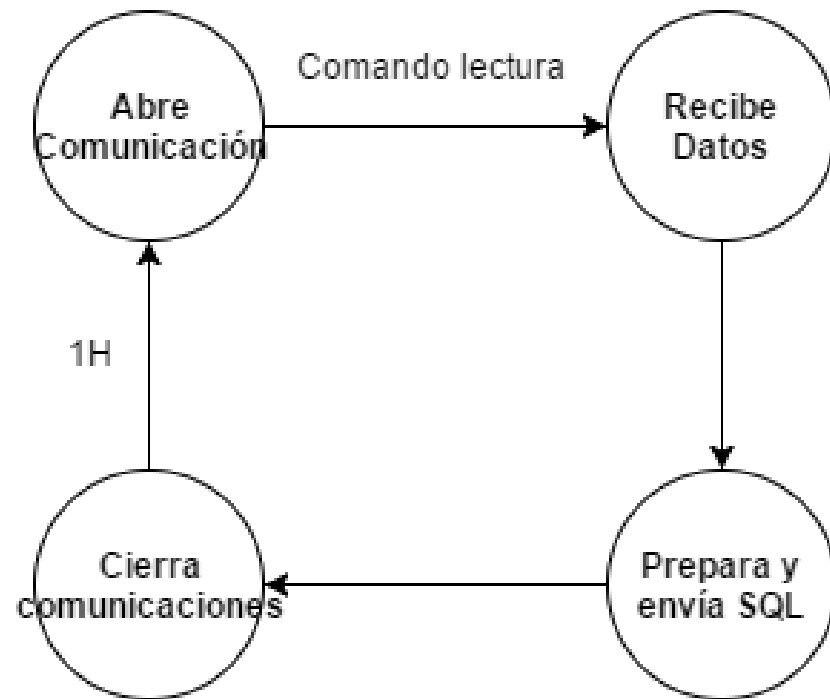 Comando lectura
Abre
Comunicación
Recibe
Datos
1H
Cierra
comunicaciones
Prepara y
envía SQL